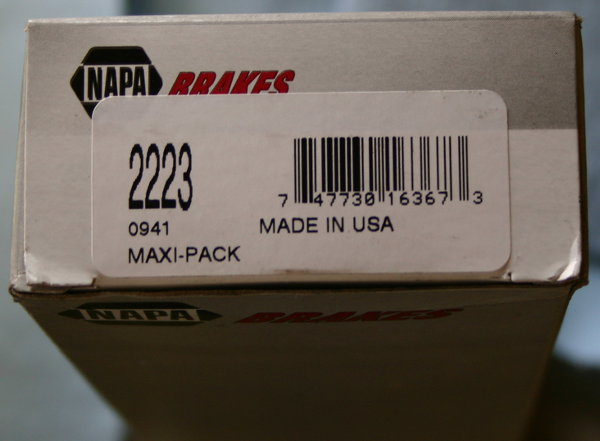 NAPA BRAKES
2223
7 47730 16367 3
0941 MADE IN USA
MAXI-PACK
NAPA BRAKES